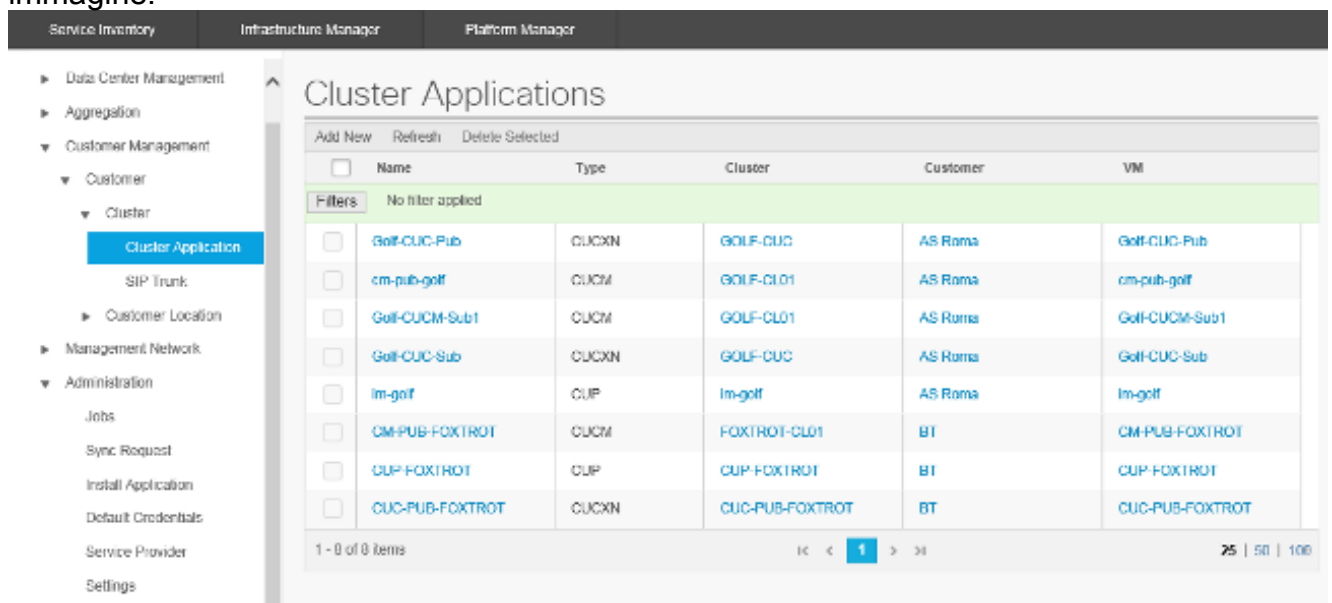 immagine.
Service Inventory Infrastructure Manager Platform Manager
Data Center Management
Aggregation
Customer Management
Customer
Cluster
Cluster Application
SIP Trunk
Customer Location
Management Network
Administration
Jobs
Sync Request
Install Application
Default Credentials
Service Provider
Settings
Cluster Applications
Add New Refresh Delete Selected
Name Type Cluster Customer VM
Filters No filter applied
Golf-CUC-Pub CUCXN GOLF-CUC AS Roma Golf-CUC-Pub
cm-pub-golf CUCM GOLF-CL01 AS Roma cm-pub-golf
Golf-CUCM-Sub1 CUCM GOLF-CL01 AS Roma Golf-CUCM-Sub1
Golf-CUC-Sub CUCXN GOLF-CUC AS Roma Golf-CUC-Sub
im-golf CUP im-golf AS Roma im-golf
CM-PUB-FOXTROT CUCM FOXTROT-CL01 BT CM-PUB-FOXTROT
CUP-FOXTROT CUP CUP-FOXTROT BT CUP-FOXTROT
CUC-PUB-FOXTROT CUCXN CUC-PUB-FOXTROT BT CUC-PUB-FOXTROT
1 - 8 of 8 items 1 25 | 50 | 100